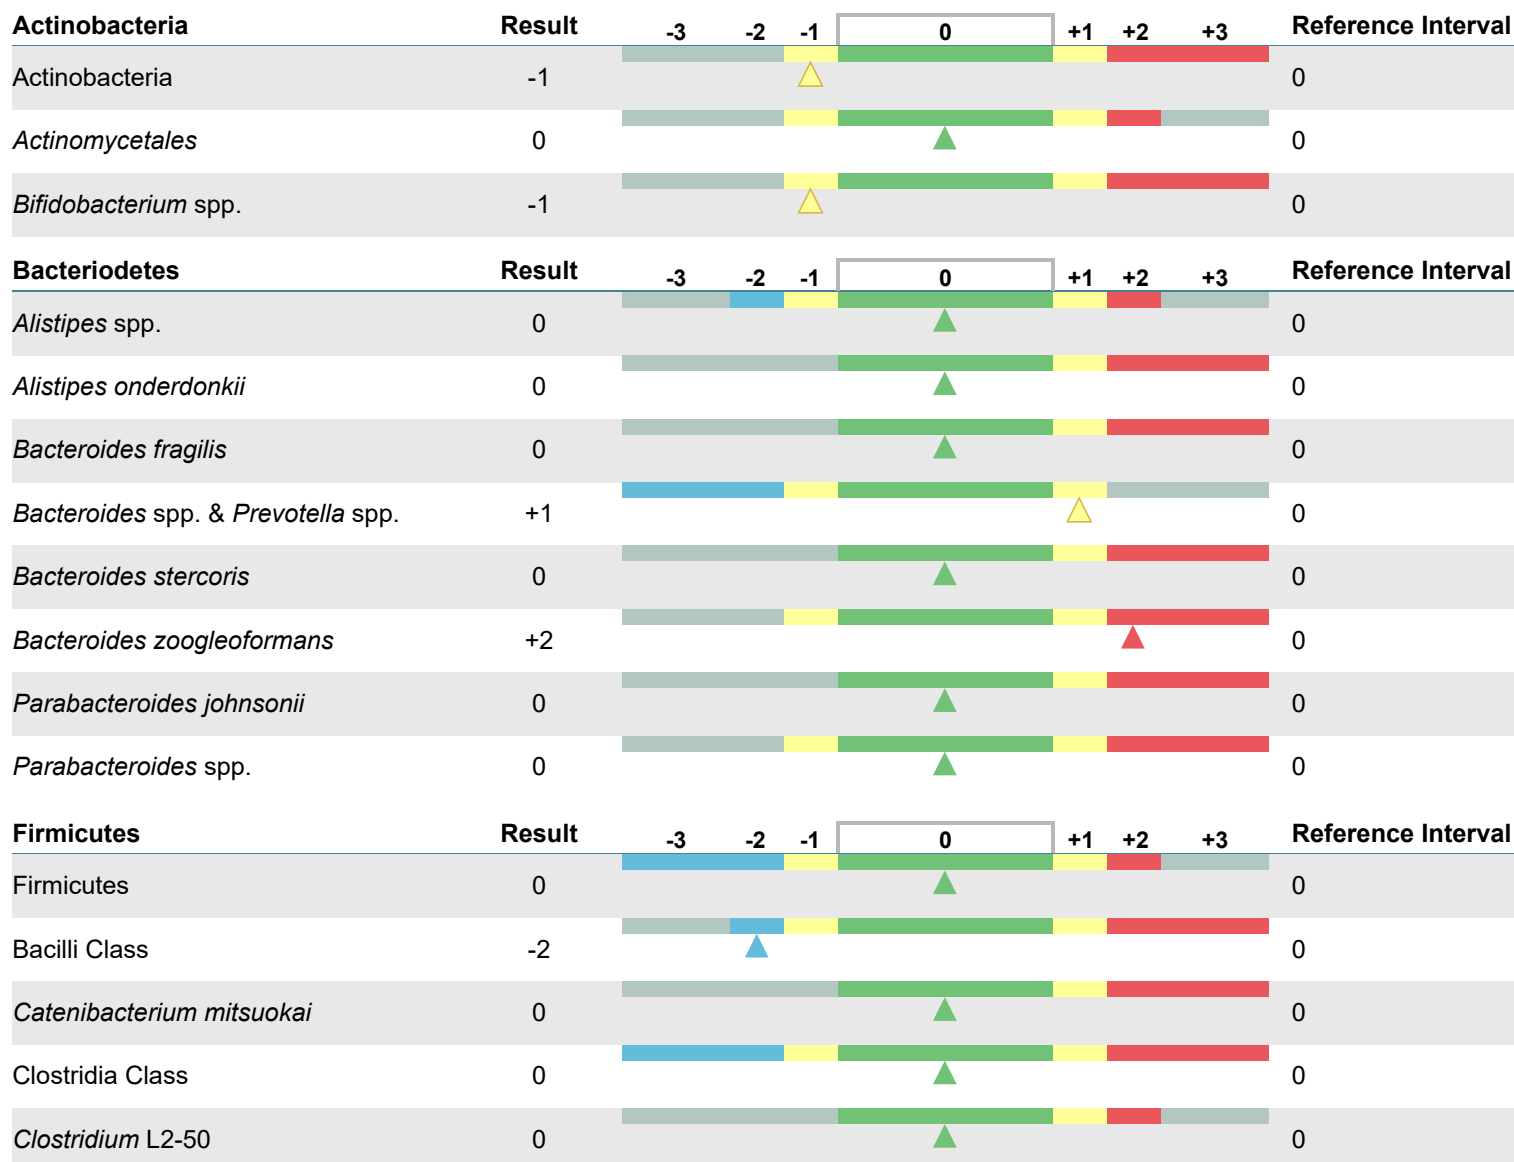 Actinobacteria Result -3 -2 -1 0 +1 +2 +3 Reference Interval
Actinobacteria -1 0
Actinomycetales 0 0
Bifidobacterium spp. -1 0
Bacteriodetes Result -3 -2 -1 0 +1 +2 +3 Reference Interval
Alistipes spp. 0 0
Alistipes onderdonkii 0 0
Bacteroides fragilis 0 0
Bacteroides spp. & Prevotella spp. +1 0
Bacteroides stercoris 0 0
Bacteroides zoogleoformans +2 0
Parabacteroides johnsonii 0 0
Parabacteroides spp. 0 0
Firmicutes Result -3 -2 -1 0 +1 +2 +3 Reference Interval
Firmicutes 0 0
Bacilli Class -2 0
Catenibacterium mitsuokai 0 0
Clostridia Class 0 0
Clostridium L2-50 0 0